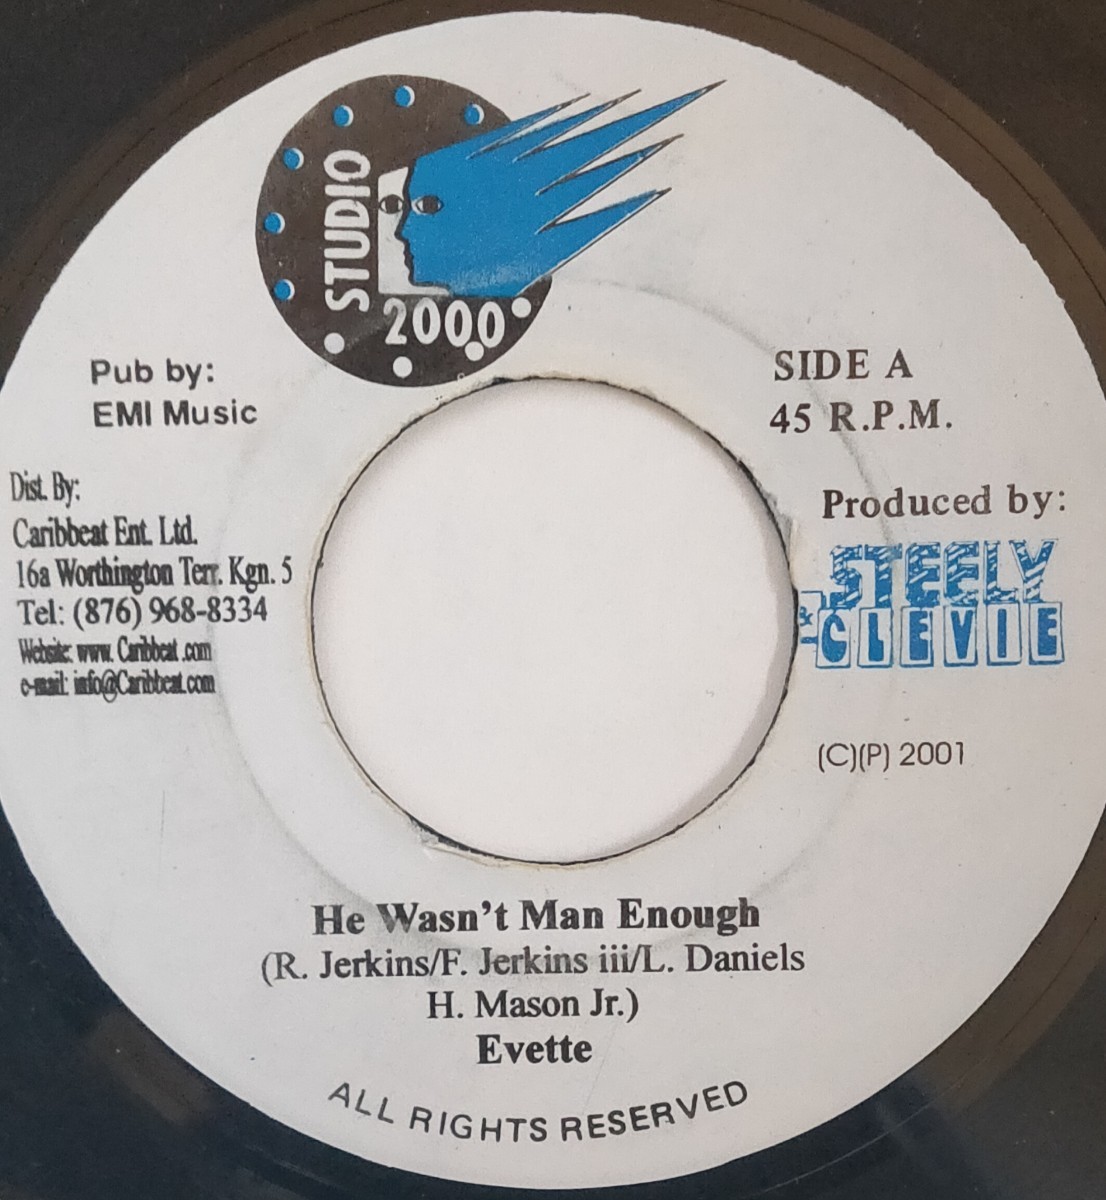 STUDIO
2000
Pub by:
EMI Music
SIDE A
45 R.P.M.
Dist. By:
Caribbeat Ent. Ltd.
16a Worthington Terr. Kgn. 5
Tel: (876) 968-8334
Website: www. Caribbeat .com
e-mail: info@Caribbeat.com
Produced by:
STEELY
& CLEVIE
(C)(P) 2001
He Wasn't Man Enough
(R. Jerkins/F. Jerkins iii/L. Daniels
H. Mason Jr.)
Evette
ALL RIGHTS RESERVED